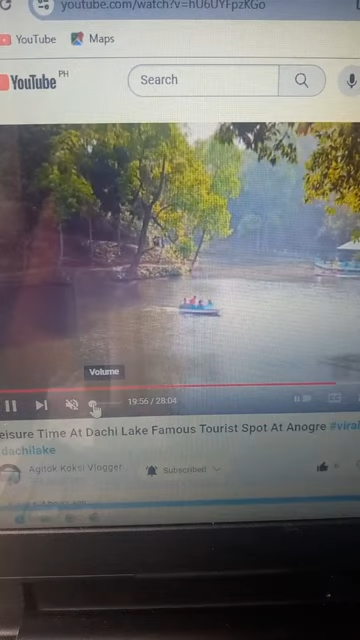 youtube.com/watch?v=hU6UYFpzKGo
YouTube
Maps
YouTube PH
Search
Volume
19:56 / 28:04
eisure Time At Dachi Lake Famous Tourist Spot At Anogre #viral
dachilake
Agitok Koksi Vlogger
Subscribed